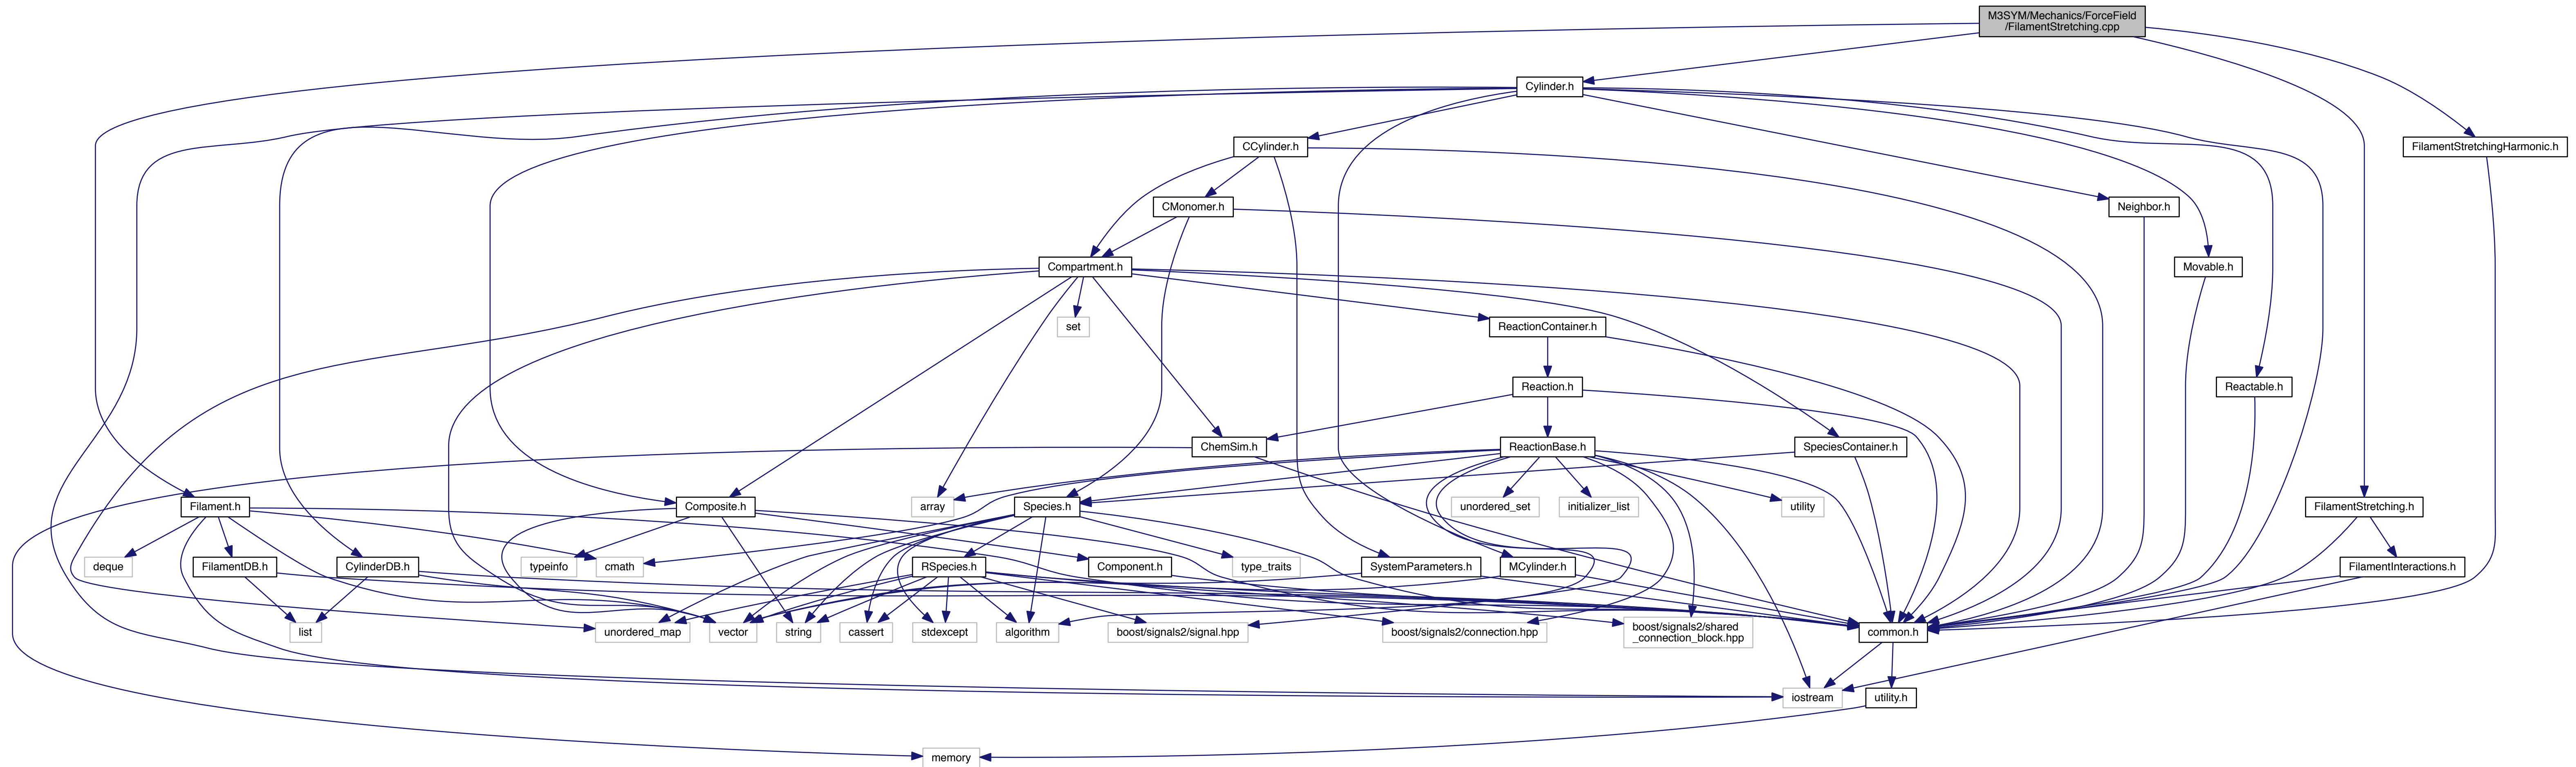 M3SYM/Mechanics/ForceField
/FilamentStretching.cpp
Cylinder.h
CCylinder.h
FilamentStretchingHarmonic.h
CMonomer.h
Neighbor.h
Compartment.h
Movable.h
set
ReactionContainer.h
Reaction.h
Reactable.h
ChemSim.h
ReactionBase.h
SpeciesContainer.h
Filament.h
Composite.h
array
Species.h
unordered_set
initializer_list
utility
FilamentStretching.h
deque
FilamentDB.h
CylinderDB.h
typeinfo
cmath
RSpecies.h
Component.h
type_traits
SystemParameters.h
MCylinder.h
FilamentInteractions.h
list
unordered_map
vector
string
cassert
stdexcept
algorithm
boost/signals2/signal.hpp
boost/signals2/connection.hpp
boost/signals2/shared
_connection_block.hpp
common.h
iostream
utility.h
memory